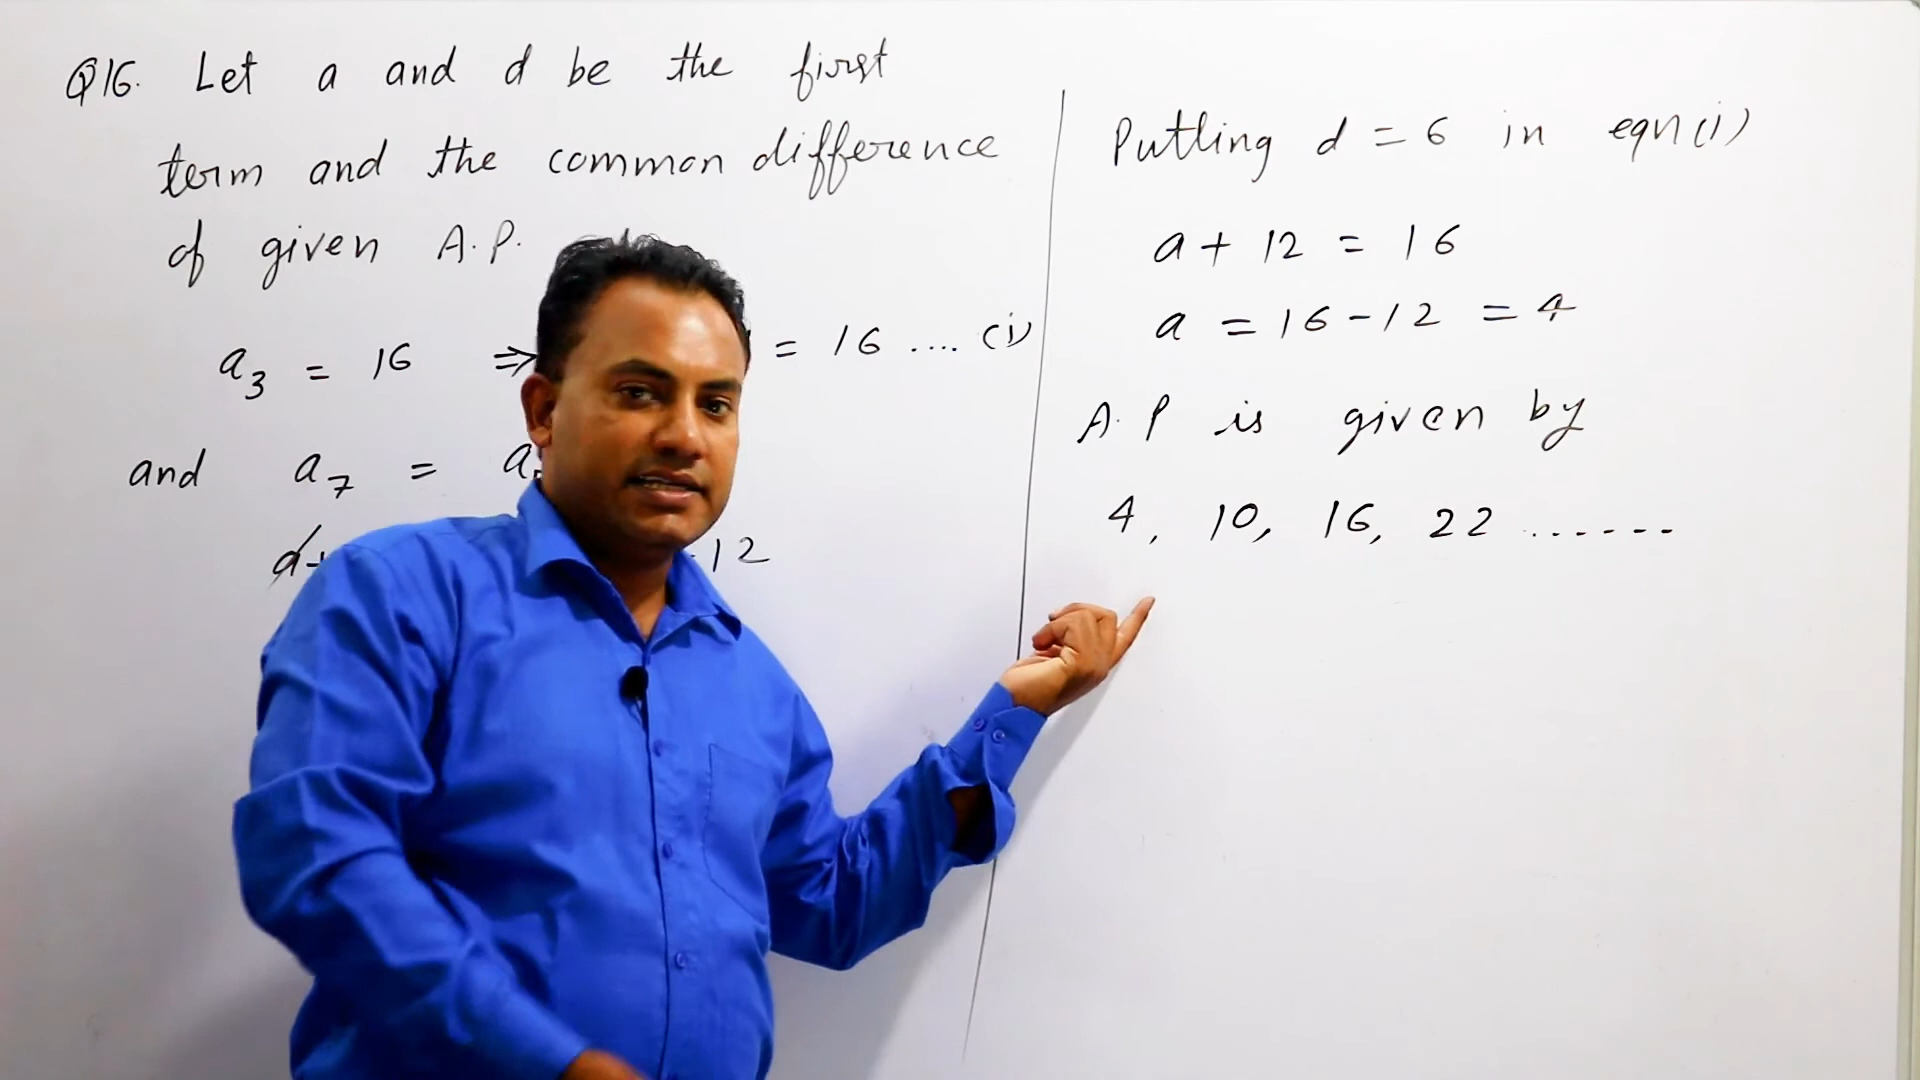 Q16. Let a and d be the first
term and the common difference
of given A.P.
a₃ = 16 ⇒ = 16 .... (i)
and a₇ = a
a+ 12
Putting d = 6 in eqn (i)
a + 12 = 16
a = 16 - 12 = 4
A.P is given by
4, 10, 16, 22 ......